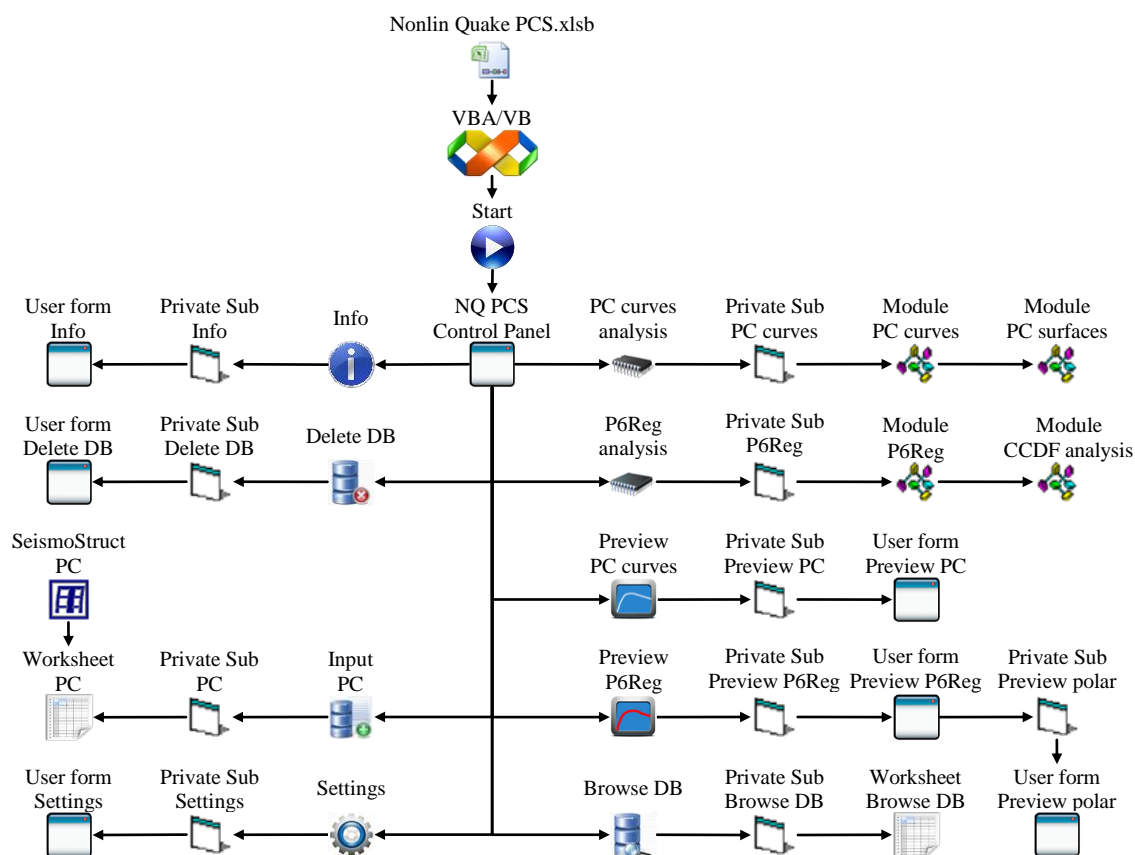 Nonlin Quake PCS.xlsb
VBA/VB
Start
User form
Info
Private Sub
Info
Info
NQ PCS
Control Panel
PC curves
analysis
Private Sub
PC curves
Module
PC curves
Module
PC surfaces
User form
Delete DB
Private Sub
Delete DB
Delete DB
P6Reg
analysis
Private Sub
P6Reg
Module
P6Reg
Module
CCDF analysis
SeismoStruct
PC
Preview
PC curves
Private Sub
Preview PC
User form
Preview PC
Worksheet
PC
Private Sub
PC
Input
PC
Preview
P6Reg
Private Sub
Preview P6Reg
User form
Preview P6Reg
Private Sub
Preview polar
User form
Settings
Private Sub
Settings
Settings
Browse DB
Private Sub
Browse DB
Worksheet
Browse DB
User form
Preview polar